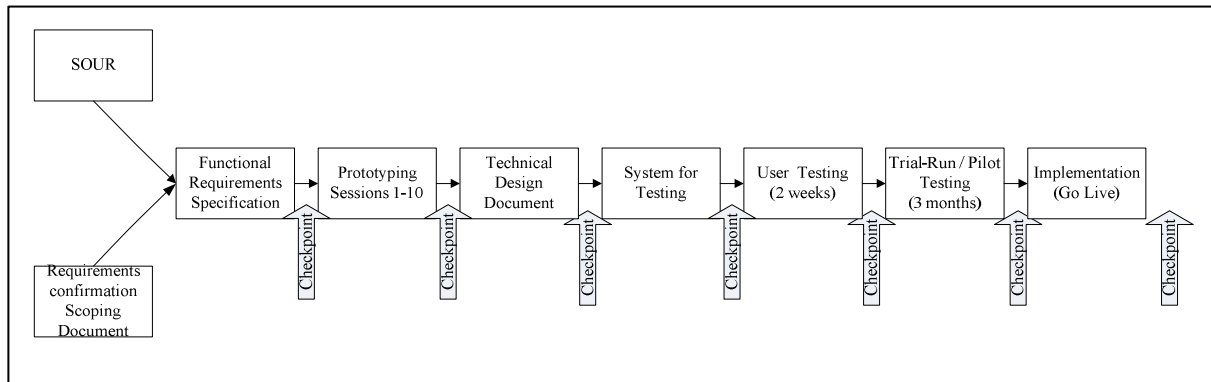 SOUR
Functional
Requirements
Specification
Prototyping
Sessions 1-10
Technical
Design
Document
System for
Testing
User Testing
(2 weeks)
Trial-Run / Pilot
Testing
(3 months)
Implementation
(Go Live)
Requirements
confirmation
Scoping
Document
Checkpoint
Checkpoint
Checkpoint
Checkpoint
Checkpoint
Checkpoint
Checkpoint